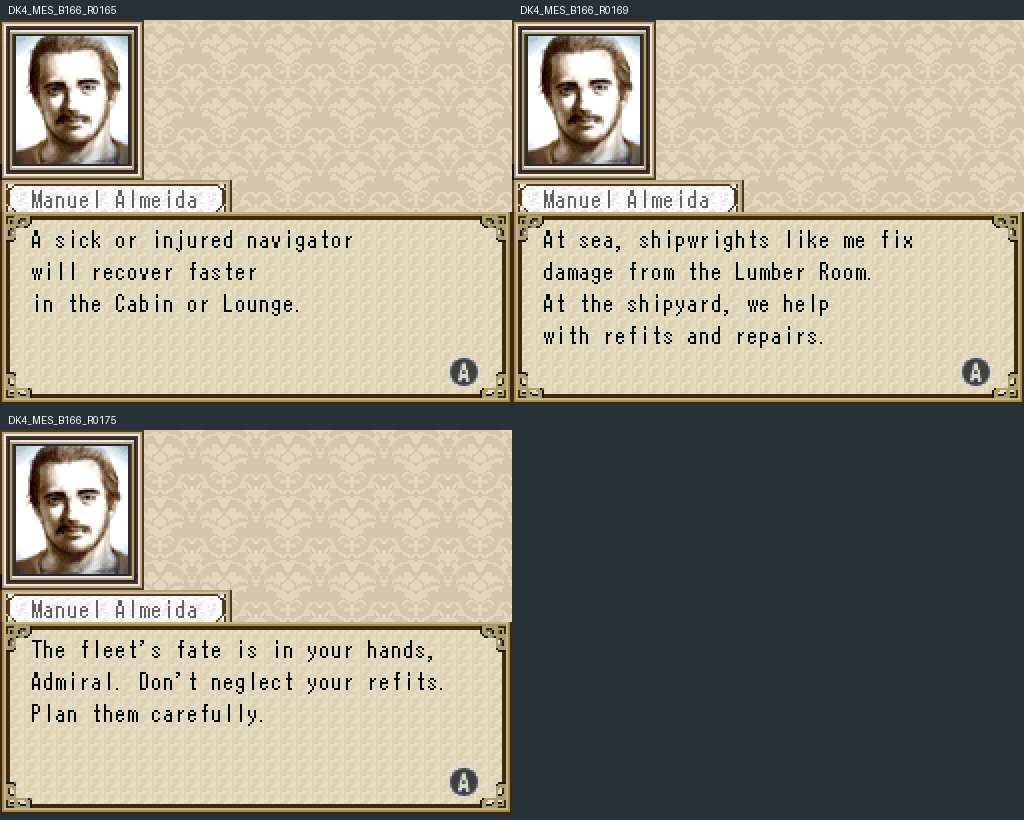 DK4_MES_B166_R0165
Manuel Almeida
A sick or injured navigator
will recover faster
in the Cabin or Lounge.
A
DK4_MES_B166_R0169
Manuel Almeida
At sea, shipwrights like me fix
damage from the Lumber Room.
At the shipyard, we help
with refits and repairs.
A
DK4_MES_B166_R0175
Manuel Almeida
The fleet's fate is in your hands,
Admiral. Don't neglect your refits.
Plan them carefully.
A